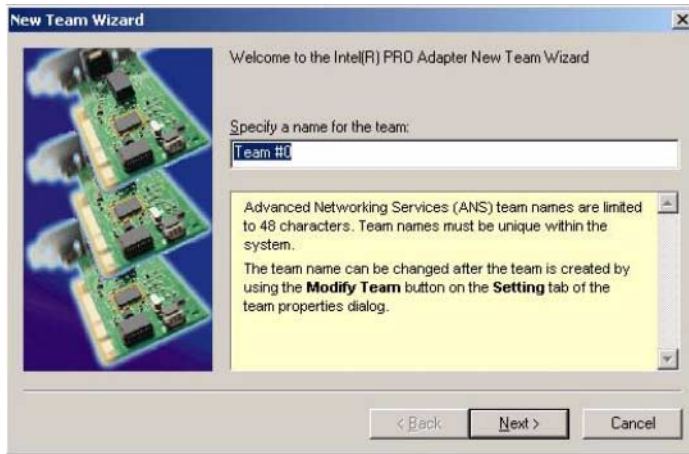 New Team Wizard
Welcome to the Intel(R) PRO Adapter New Team Wizard
Specify a name for the team:
Team #0
Advanced Networking Services (ANS) team names are limited
to 48 characters. Team names must be unique within the
system.
The team name can be changed after the team is created by
using the Modify Team button on the Setting tab of the
team properties dialog.
< Back
Next >
Cancel